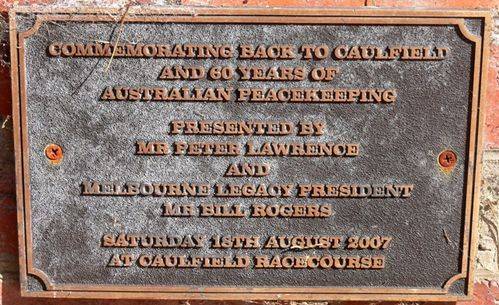 COMMEMORATING BACK TO CAULFIELD
AND 60 YEARS OF
AUSTRALIAN PEACEKEEPING
PRESENTED BY
MR PETER LAWRENCE
AND
MELBOURNE LEGACY PRESIDENT
MR BILL ROGERS
SATURDAY 18TH AUGUST 2007
AT CAULFIELD RACECOURSE